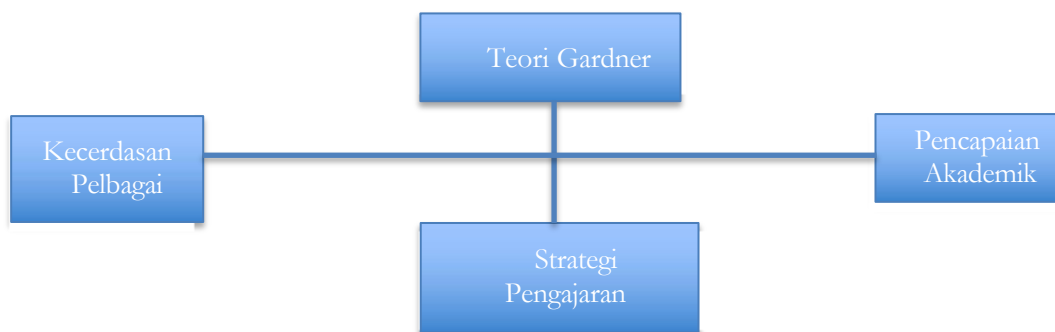 Teori Gardner
Kecerdasan
Pelbagai
Pencapaian
Akademik
Strategi
Pengajaran